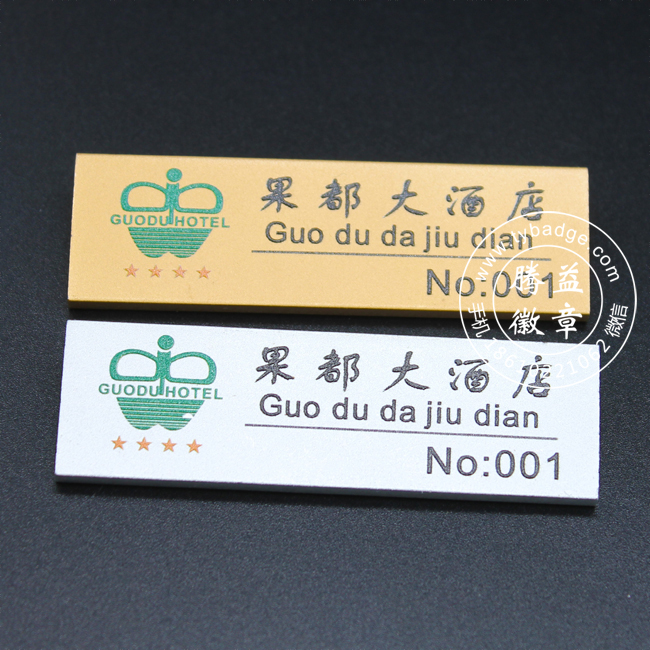 GUODU HOTEL
果都大酒店
Guo du da jiu dian
No:001
GUODU HOTEL
果都大酒店
Guo du da jiu dian
No:001
www.tybadge.com
腾益
徽章